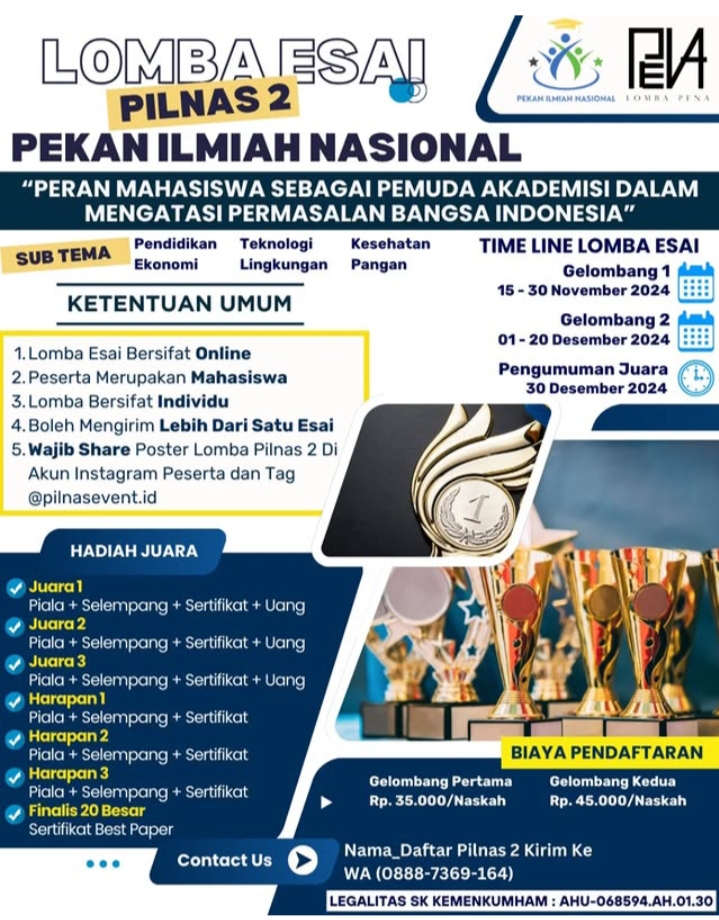 LOMBA ESAI
PILNAS 2
PEKAN ILMIAH NASIONAL
PEKAN ILMIAH NASIONAL
PENA
LOMBA PENA
“PERAN MAHASISWA SEBAGAI PEMUDA AKADEMISI DALAM
MENGATASI PERMASALAN BANGSA INDONESIA”
SUB TEMA
Pendidikan Teknologi Kesehatan
Ekonomi Lingkungan Pangan
KETENTUAN UMUM
1. Lomba Esai Bersifat Online
2. Peserta Merupakan Mahasiswa
3. Lomba Bersifat Individu
4. Boleh Mengirim Lebih Dari Satu Esai
5. Wajib Share Poster Lomba Pilnas 2 Di
Akun Instagram Peserta dan Tag
@pilnasevent.id
TIME LINE LOMBA ESAI
Gelombang 1
15 - 30 November 2024
Gelombang 2
01 - 20 Desember 2024
Pengumuman Juara
30 Desember 2024
1
HADIAH JUARA
Juara 1
Piala + Selempang + Sertifikat + Uang
Juara 2
Piala + Selempang + Sertifikat + Uang
Juara 3
Piala + Selempang + Sertifikat + Uang
Harapan 1
Piala + Selempang + Sertifikat
Harapan 2
Piala + Selempang + Sertifikat
Harapan 3
Piala + Selempang + Sertifikat
Finalis 20 Besar
Sertifikat Best Paper
BIAYA PENDAFTARAN
Gelombang Pertama Gelombang Kedua
Rp. 35.000/Naskah Rp. 45.000/Naskah
Contact Us
Nama_Daftar Pilnas 2 Kirim Ke
WA (0888-7369-164)
LEGALITAS SK KEMENKUMHAM : AHU-068594.AH.01.30